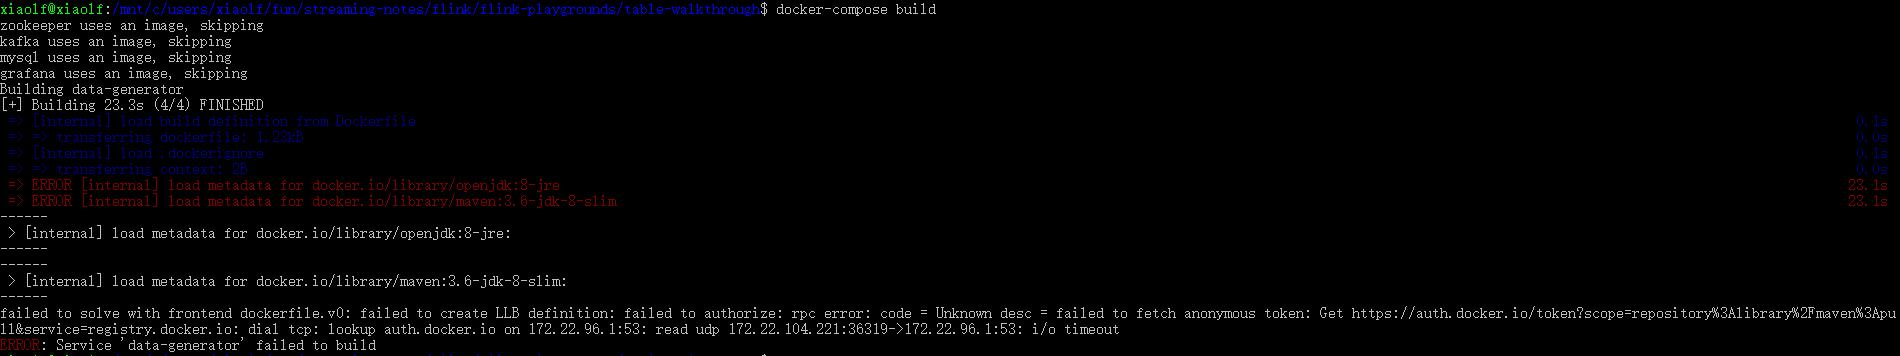 xiaolf@xiaolf:/mnt/c/users/xiaolf/fun/streaming-notes/flink/flink-playgrounds/table-walkthrough$ docker-compose build
zookeeper uses an image, skipping
kafka uses an image, skipping
mysql uses an image, skipping
grafana uses an image, skipping
Building data-generator
[+] Building 23.3s (4/4) FINISHED
=> [internal] load build definition from Dockerfile 0.1s
=> => transferring dockerfile: 1.22kB 0.0s
=> [internal] load .dockerignore 0.1s
=> => transferring context: 2B 0.0s
=> ERROR [internal] load metadata for docker.io/library/openjdk:8-jre 23.1s
=> ERROR [internal] load metadata for docker.io/library/maven:3.6-jdk-8-slim 23.1s
------
> [internal] load metadata for docker.io/library/openjdk:8-jre:
------
------
> [internal] load metadata for docker.io/library/maven:3.6-jdk-8-slim:
------
failed to solve with frontend dockerfile.v0: failed to create LLB definition: failed to authorize: rpc error: code = Unknown desc = failed to fetch anonymous token: Get https://auth.docker.io/token?scope=repository%3Alibrary%2Fmaven%3Apu
ll&service=registry.docker.io: dial tcp: lookup auth.docker.io on 172.22.96.1:53: read udp 172.22.104.221:36319->172.22.96.1:53: i/o timeout
ERROR: Service 'data-generator' failed to build